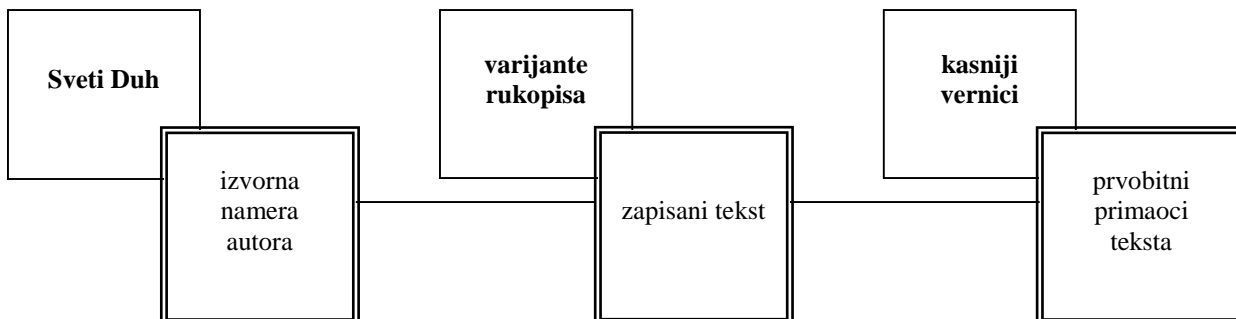 Sveti Duh
varijante
rukopisa
kasniji
vernici
izvorna
namera
autora
zapisani tekst
prvobitni
primaoci
teksta